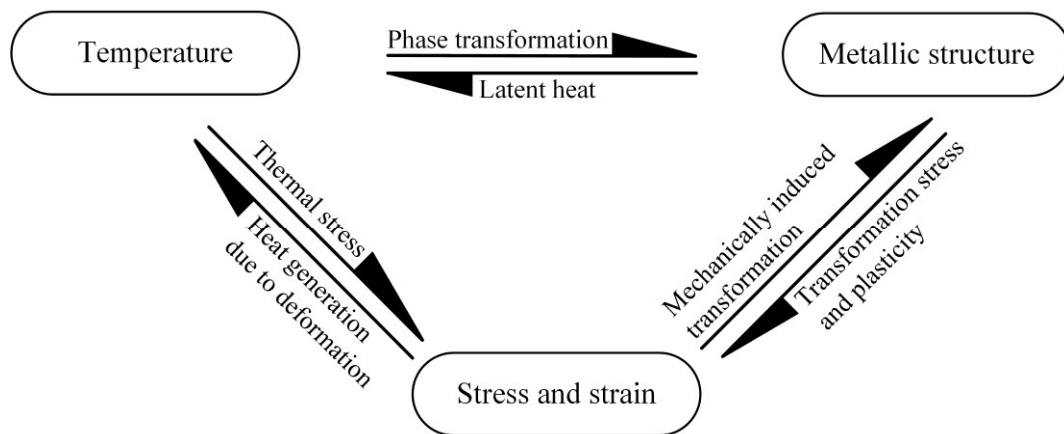 Temperature
Phase transformation
Latent heat
Metallic structure
Thermal stress
Heat generation
due to deformation
Mechanically induced
transformation
Transformation stress
and plasticity
Stress and strain